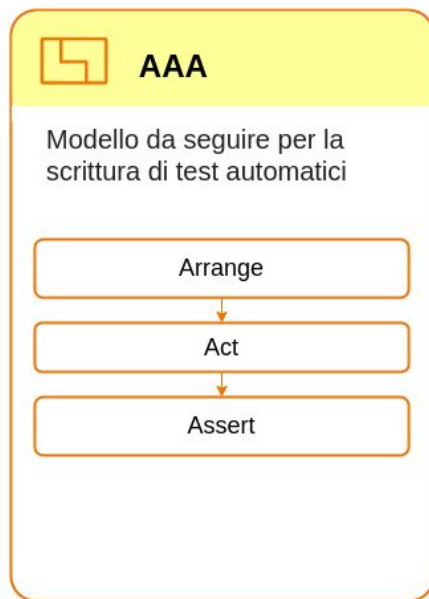 AAA
Modello da seguire per la
scrittura di test automatici
Arrange
Act
Assert